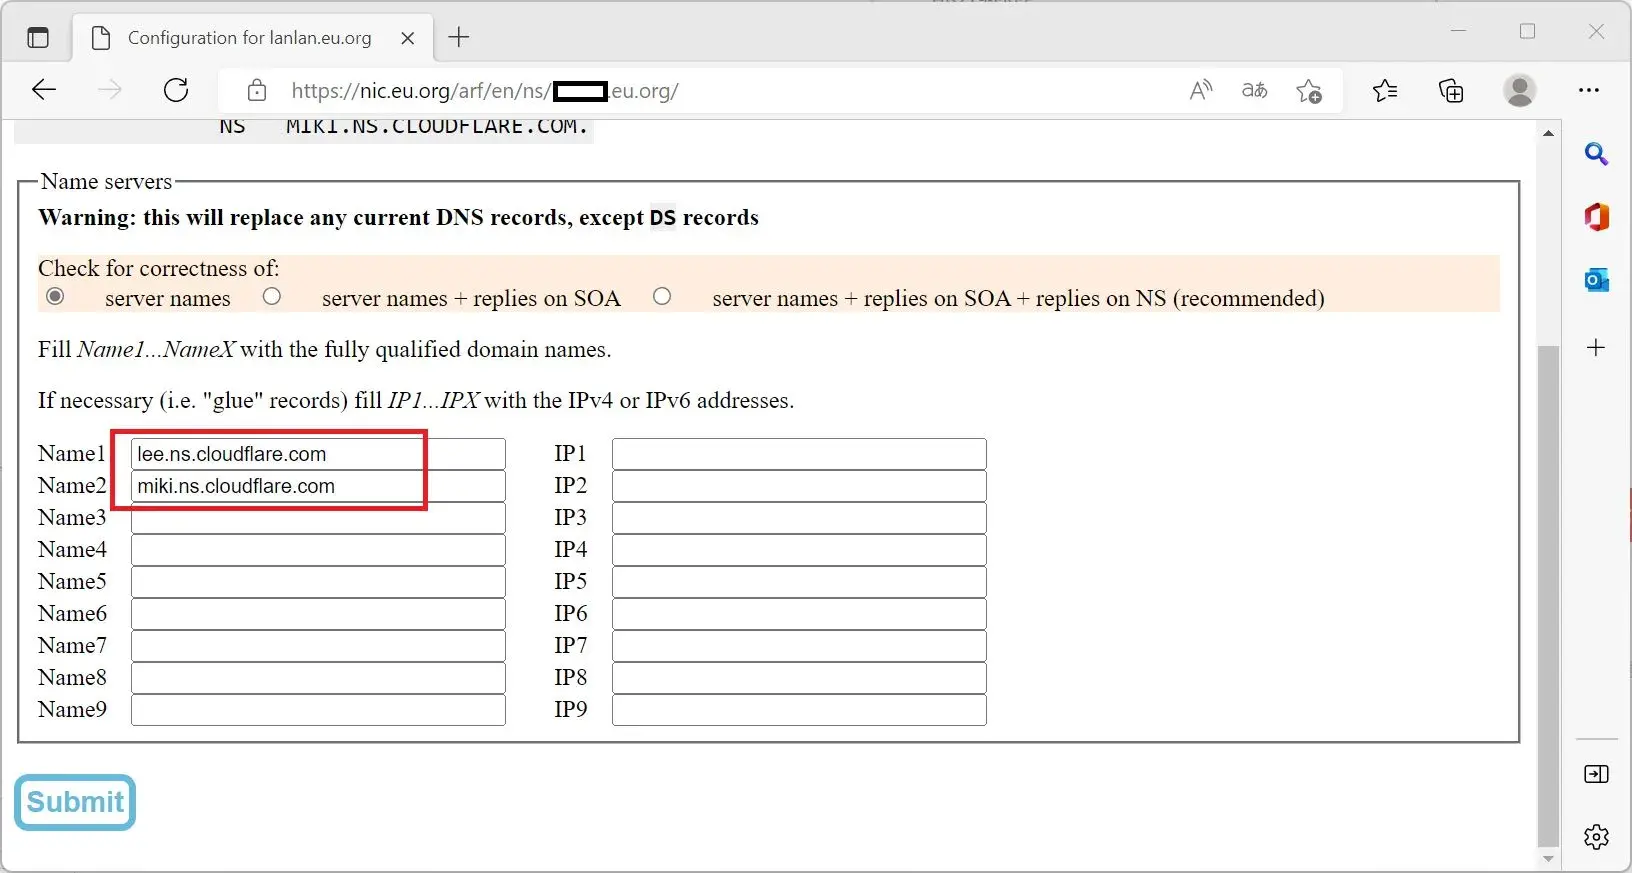 Configuration for lanlan.eu.org
https://nic.eu.org/arf/en/ns/ .eu.org/
NS MIKI.NS.CLOUDFLARE.COM.
Name servers
Warning: this will replace any current DNS records, except DS records
Check for correctness of:
server names server names + replies on SOA server names + replies on SOA + replies on NS (recommended)
Fill Name1...NameX with the fully qualified domain names.
If necessary (i.e. "glue" records) fill IP1...IPX with the IPv4 or IPv6 addresses.
Name1 lee.ns.cloudflare.com IP1
Name2 miki.ns.cloudflare.com IP2
Name3 IP3
Name4 IP4
Name5 IP5
Name6 IP6
Name7 IP7
Name8 IP8
Name9 IP9
Submit